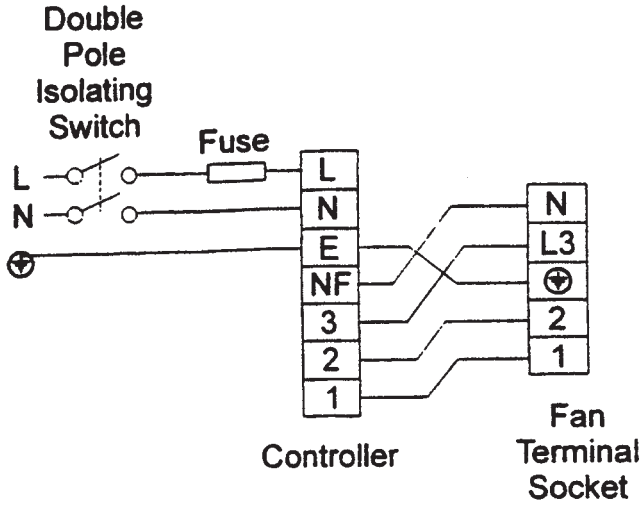 Double
Pole
Isolating
Switch
Fuse
L
N
L
N
E
NF
3
2
1
Controller
N
L3
2
1
Fan
Terminal
Socket